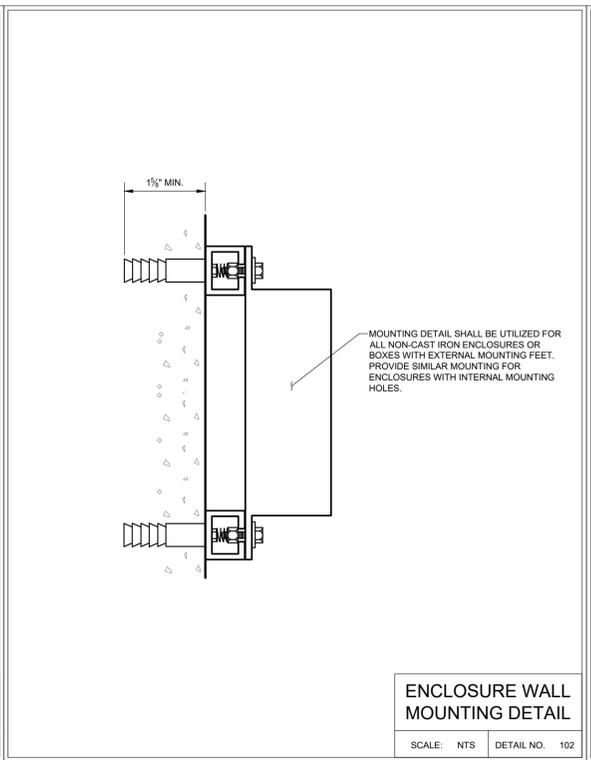 1⅝" MIN.
MOUNTING DETAIL SHALL BE UTILIZED FOR
ALL NON-CAST IRON ENCLOSURES OR
BOXES WITH EXTERNAL MOUNTING FEET.
PROVIDE SIMILAR MOUNTING FOR
ENCLOSURES WITH INTERNAL MOUNTING
HOLES.
ENCLOSURE WALL
MOUNTING DETAIL
SCALE: NTS DETAIL NO. 102